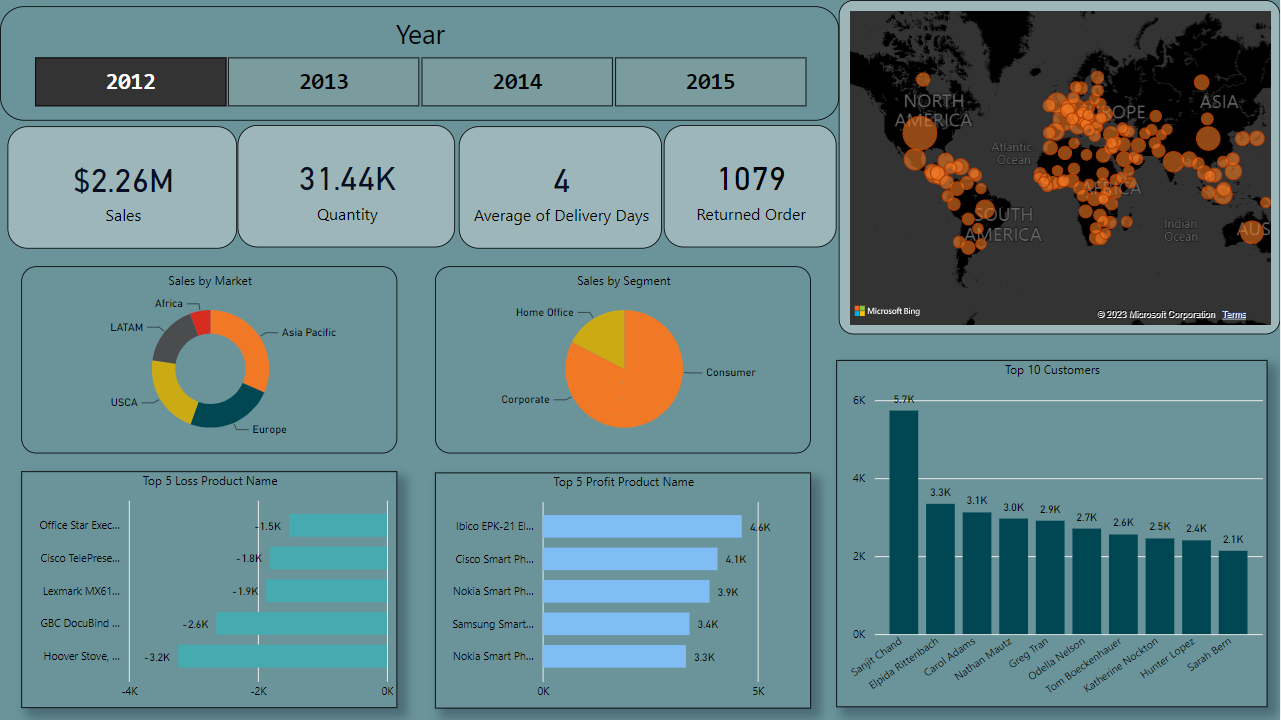 Year
2012
2013
2014
2015
$2.26M
Sales
31.44K
Quantity
4
Average of Delivery Days
1079
Returned Order
NORTH
AMERICA
Atlantic
Ocean
OPE
ASIA
AFRICA
SOUTH
AMERICA
Indian
Ocean
AUS
Microsoft Bing
© 2023 Microsoft Corporation Terms
Sales by Market
Africa
LATAM
Asia Pacific
USCA
Europe
Sales by Segment
Home Office
Consumer
Corporate
Top 5 Loss Product Name
Office Star Exec...
-1.5K
Cisco TelePrese...
-1.8K
Lexmark MX61...
-1.9K
GBC DocuBind ...
-2.6K
Hoover Stove, ...
-3.2K
-4K
-2K
0K
Top 5 Profit Product Name
Ibico EPK-21 El...
4.6K
Cisco Smart Ph...
4.1K
Nokia Smart Ph...
3.9K
Samsung Smart...
3.4K
Nokia Smart Ph...
3.3K
0K
5K
Top 10 Customers
6K
4K
2K
0K
5.7K
3.3K
3.1K
3.0K
2.9K
2.7K
2.6K
2.5K
2.4K
2.1K
Sanjit Chand
Elpida Rittenbach
Carol Adams
Nathan Mautz
Greg Tran
Odella Nelson
Tom Boeckenhauer
Katherine Nockton
Hunter Lopez
Sarah Bern